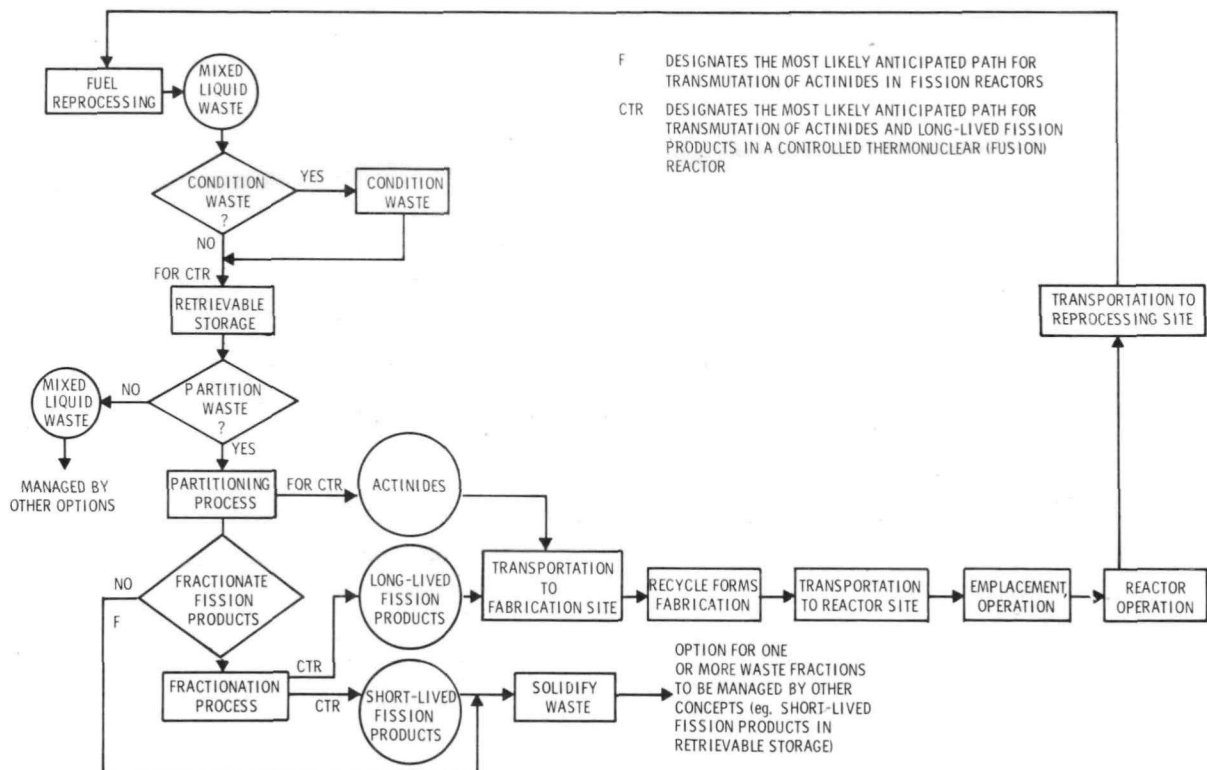 FUEL
REPROCESSING
MIXED
LIQUID
WASTE
F DESIGNATES THE MOST LIKELY ANTICIPATED PATH FOR
TRANSMUTATION OF ACTINIDES IN FISSION REACTORS
CTR DESIGNATES THE MOST LIKELY ANTICIPATED PATH FOR
TRANSMUTATION OF ACTINIDES AND LONG-LIVED FISSION
PRODUCTS IN A CONTROLLED THERMONUCLEAR (FUSION)
REACTOR
CONDITION
WASTE
?
YES
CONDITION
WASTE
NO
FOR CTR
RETRIEVABLE
STORAGE
TRANSPORTATION TO
REPROCESSING SITE
PARTITION
WASTE
?
NO
MIXED
LIQUID
WASTE
YES
MANAGED BY
OTHER OPTIONS
PARTITIONING
PROCESS
FOR CTR
ACTINIDES
NO
F
FRACTIONATE
FISSION
PRODUCTS
LONG-LIVED
FISSION
PRODUCTS
TRANSPORTATION
TO
FABRICATION SITE
RECYCLE FORMS
FABRICATION
TRANSPORTATION
TO REACTOR SITE
EMPLACEMENT,
OPERATION
REACTOR
OPERATION
FRACTIONATION
PROCESS
CTR
CTR
SHORT-LIVED
FISSION
PRODUCTS
SOLIDIFY
WASTE
OPTION FOR ONE
OR MORE WASTE FRACTIONS
TO BE MANAGED BY OTHER
CONCEPTS (eg. SHORT-LIVED
FISSION PRODUCTS IN
RETRIEVABLE STORAGE)